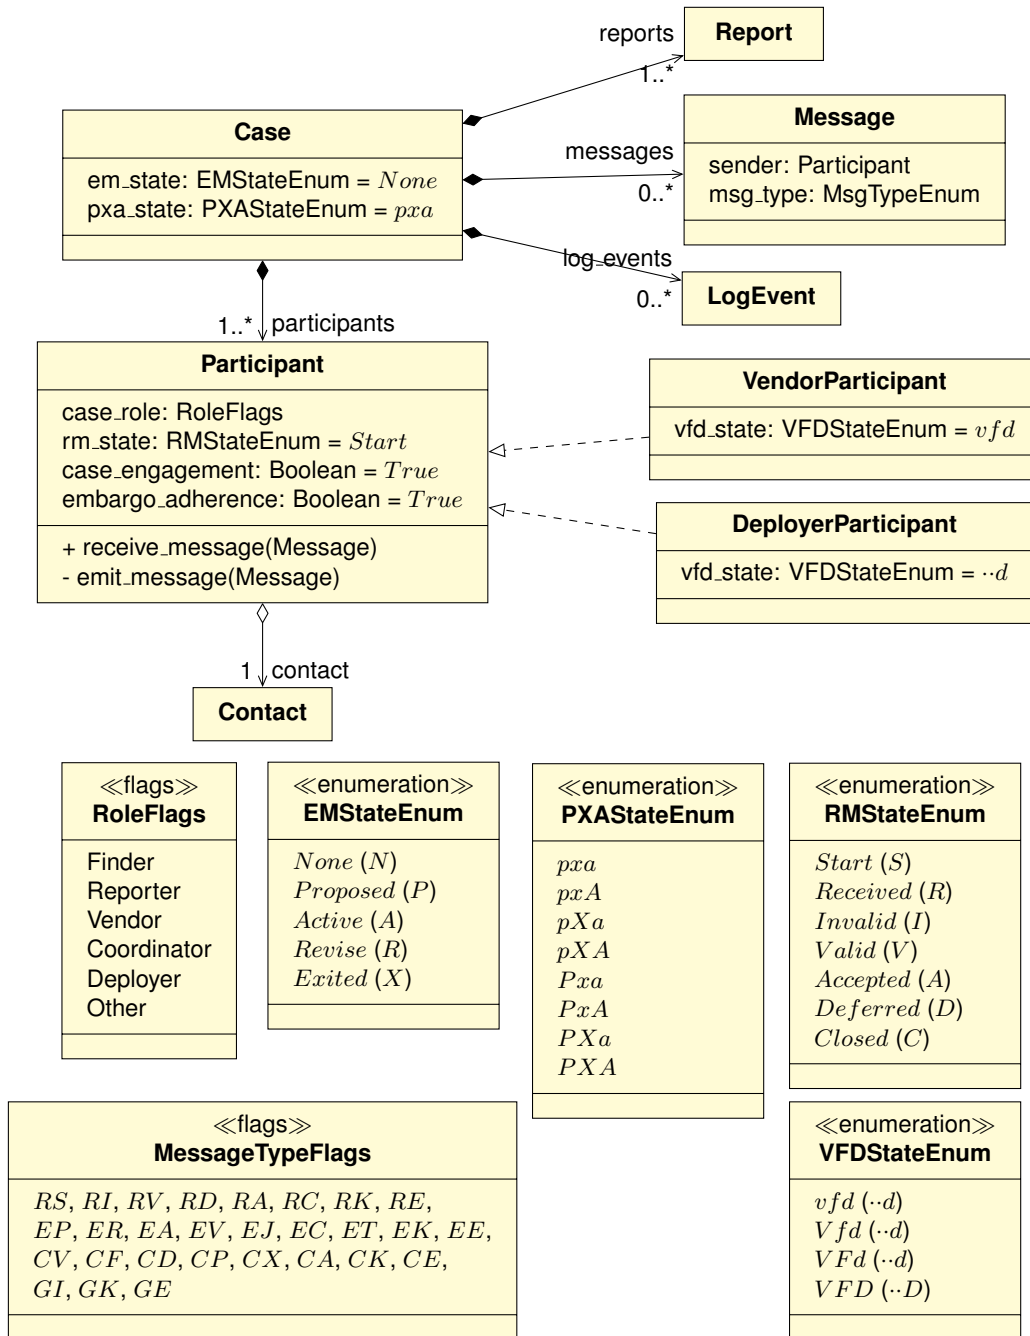 reports
Report
1..*
Case
em_state: EMStateEnum = None
pxa_state: PXAStateEnum = pxa
messages
0..*
Message
sender: Participant
msg_type: MsgTypeEnum
log_events
0..*
LogEvent
1..* participants
Participant
case_role: RoleFlags
rm_state: RMStateEnum = Start
case_engagement: Boolean = True
embargo_adherence: Boolean = True
+ receive_message(Message)
- emit_message(Message)
VendorParticipant
vfd_state: VFDStateEnum = vfd
DeployerParticipant
vfd_state: VFDStateEnum = ··d
1 contact
Contact
≪flags≫
RoleFlags
Finder
Reporter
Vendor
Coordinator
Deployer
Other
≪enumeration≫
EMStateEnum
None (N)
Proposed (P)
Active (A)
Revise (R)
Exited (X)
≪enumeration≫
PXAStateEnum
pxa
pxA
pXa
pXA
Pxa
PxA
PXa
PXA
≪enumeration≫
RMStateEnum
Start (S)
Received (R)
Invalid (I)
Valid (V)
Accepted (A)
Deferred (D)
Closed (C)
≪flags≫
MessageTypeFlags
RS, RI, RV, RD, RA, RC, RK, RE,
EP, ER, EA, EV, EJ, EC, ET, EK, EE,
CV, CF, CD, CP, CX, CA, CK, CE,
GI, GK, GE
≪enumeration≫
VFDStateEnum
vfd (··d)
Vfd (··d)
VFd (··d)
VFD (··D)